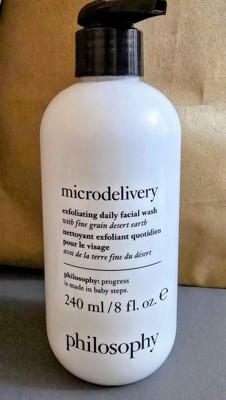 microdelivery
exfoliating daily facial wash
with fine grain desert earth
nettoyant exfoliant quotidien
pour le visage
avec de la terre fine du désert
philosophy: progress
is made in baby steps.
240 ml/8 fl. oz. e
philosophy